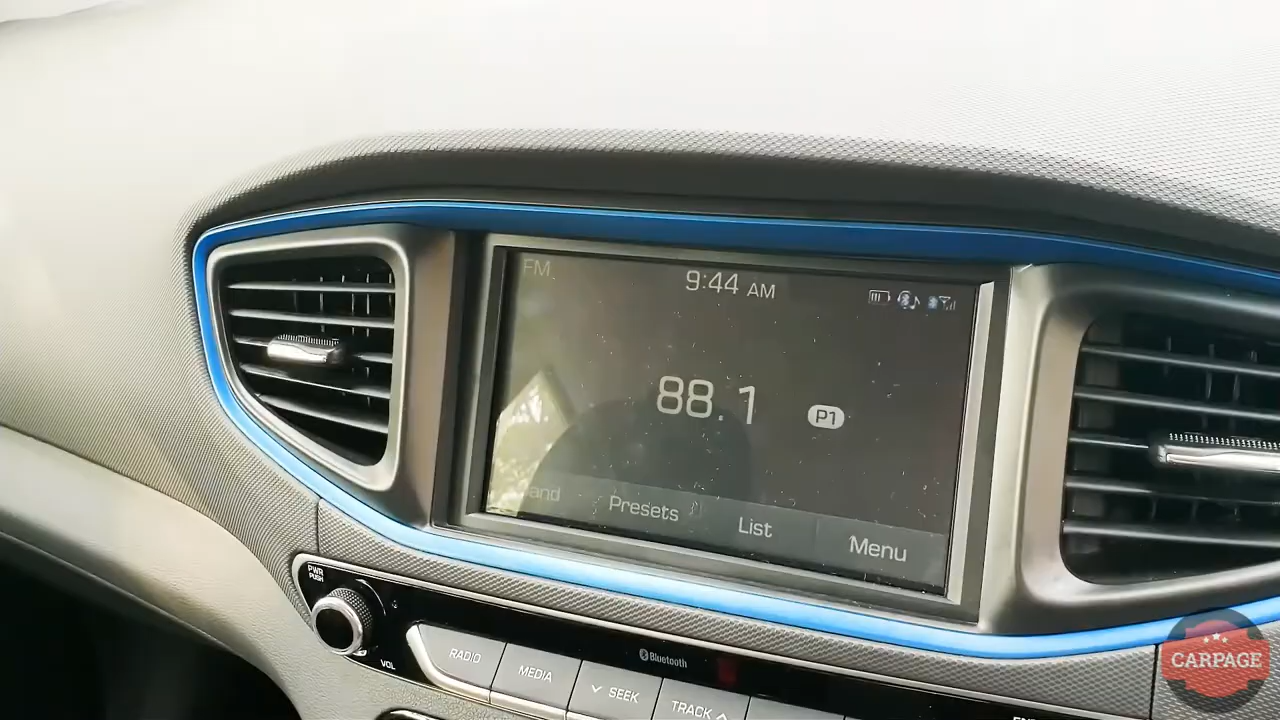 FM
9:44 AM
88.1
P1
Presets
List
Menu
PWR
PUSH
VOL
RADIO
MEDIA
Bluetooth
SEEK
TRACK
CARPAGE